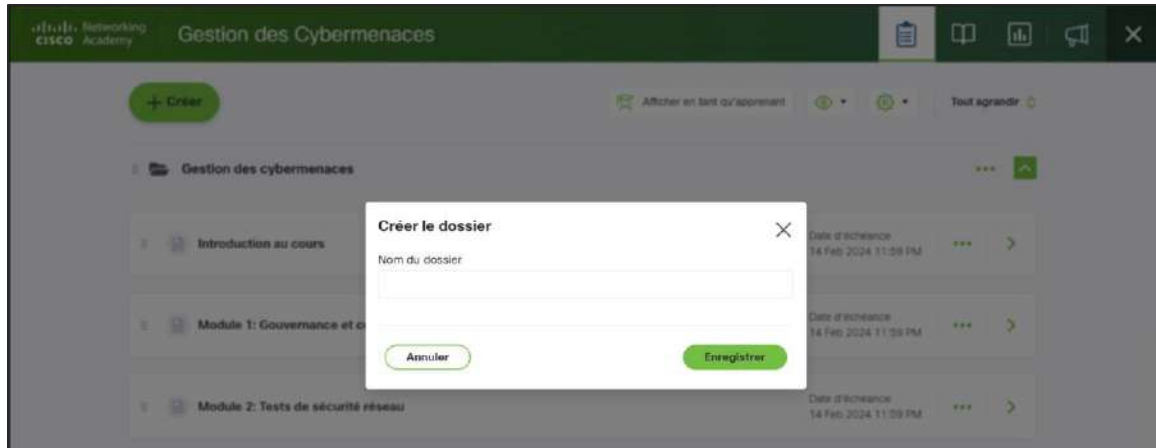 Networking
CISCO Academy
Gestion des Cybermenaces
+ Créer
Afficher en tant qu'apprenant
Tout agrandir
Gestion des cybermenaces
Introduction au cours
Date d'échéance
14 Feb 2024 11:59 PM
Créer le dossier
Nom du dossier
Module 1: Gouvernance et
Date d'échéance
14 Feb 2024 11:59 PM
Annuler
Enregistrer
Module 2: Tests de sécurité réseau
Date d'échéance
14 Feb 2024 11:59 PM